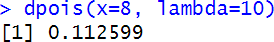 > dpois(x=8, lambda=10)
[1] 0.112599